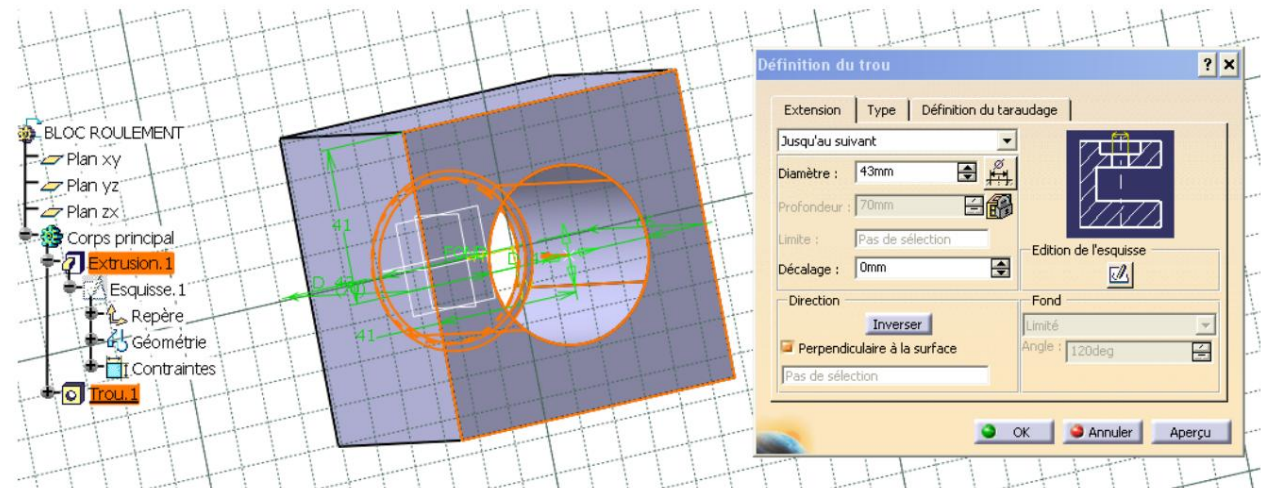 BLOC ROULEMENT
Plan xy
Plan yz
Plan zx
Corps principal
Extrusion.1
Esquisse.1
Repère
Géométrie
Contraintes
Trou.1
41
41
Définition du trou
Extension
Type
Définition du taraudage
Jusqu'au suivant
Diamètre : 43mm
Profondeur : 70mm
Limite : Pas de sélection
Décalage : 0mm
Edition de l'esquisse
Direction
Inverser
Perpendiculaire à la surface
Pas de sélection
Fond
Limité
Angle : 120deg
OK
Annuler
Aperçu